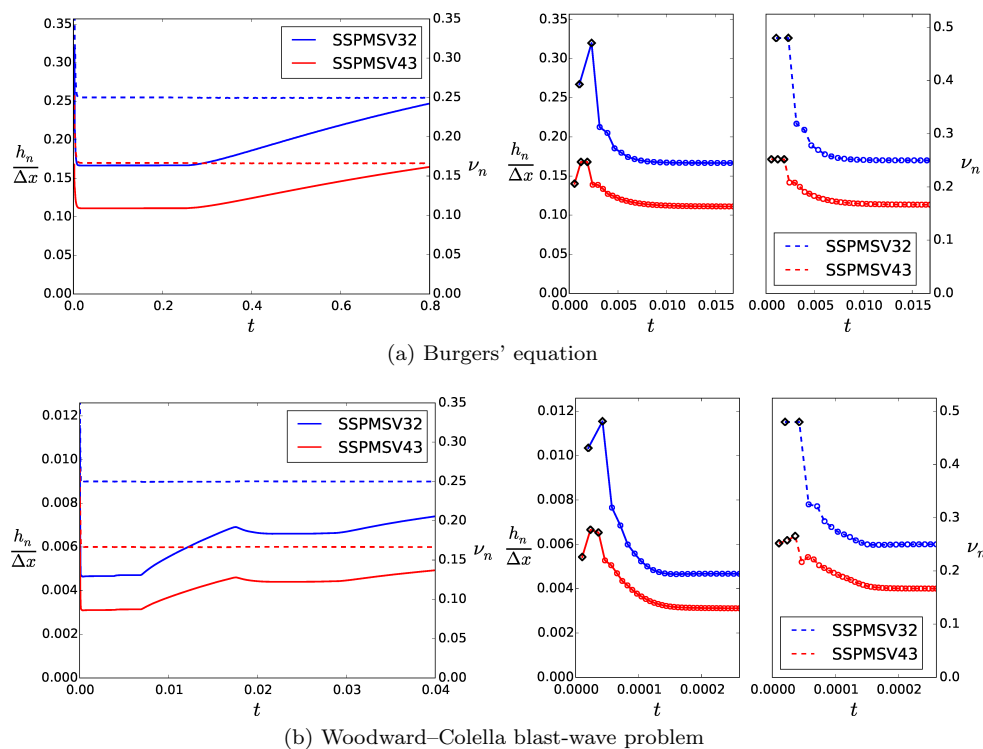 0.35
0.30
0.25
0.20
0.15
0.10
0.05
0.00
h_n
Δx
0.35
0.30
0.25
0.20
0.15
0.10
0.05
0.00
ν_n
SSPMSV32
SSPMSV43
0.0 0.2 0.4 0.6 0.8
t
0.35
0.30
0.25
0.20
0.15
0.10
0.05
0.00
h_n
Δx
0.000 0.005 0.010 0.015
t
0.5
0.4
0.3
0.2
0.1
0.0
ν_n
SSPMSV32
SSPMSV43
0.000 0.005 0.010 0.015
t
(a) Burgers' equation
0.012
0.010
0.008
0.006
0.004
0.002
0.000
h_n
Δx
0.35
0.30
0.25
0.20
0.15
0.10
0.05
0.00
ν_n
SSPMSV32
SSPMSV43
0.00 0.01 0.02 0.03 0.04
t
0.012
0.010
0.008
0.006
0.004
0.002
0.000
h_n
Δx
0.0000 0.0001 0.0002
t
0.5
0.4
0.3
0.2
0.1
0.0
ν_n
SSPMSV32
SSPMSV43
0.0000 0.0001 0.0002
t
(b) Woodward–Colella blast-wave problem